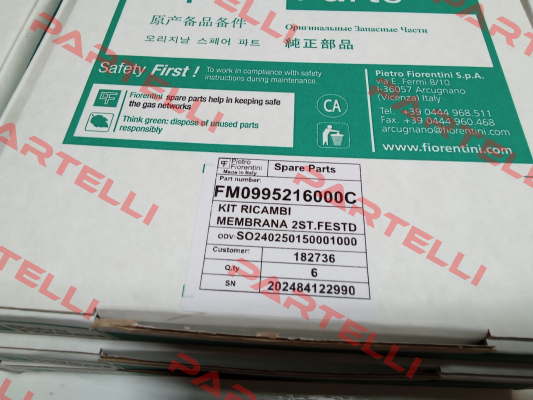 Parts
原产备品备件
Оригинальные Запасные Части
오리지날 스페어 파트
純正部品
Safety First !
To work in compliance with safety
instructions during maintenance.
Fiorentini spare parts help in keeping safe
the gas networks
Think green: dispose of unused parts
responsibly
CA
Pietro Fiorentini S.p.A.
via E. Fermi 8/10
I-36057 Arcugnano
(Vicenza) Italy
Tel. +39 0444 968.511
Fax. +39 0444 960.468
arcugnano@fiorentini.com
www.fiorentini.com
Pietro
Fiorentini
Made in Italy
Spare Parts
Part number:
FM0995216000C
KIT RICAMBI
MEMBRANA 2ST.FESTD
ODV: SO240250150001000
Customer: 182736
Q.ty 6
SN 202484122990
PARTELLI
PARTELLI
PARTELLI
PARTELLI
PARTELLI